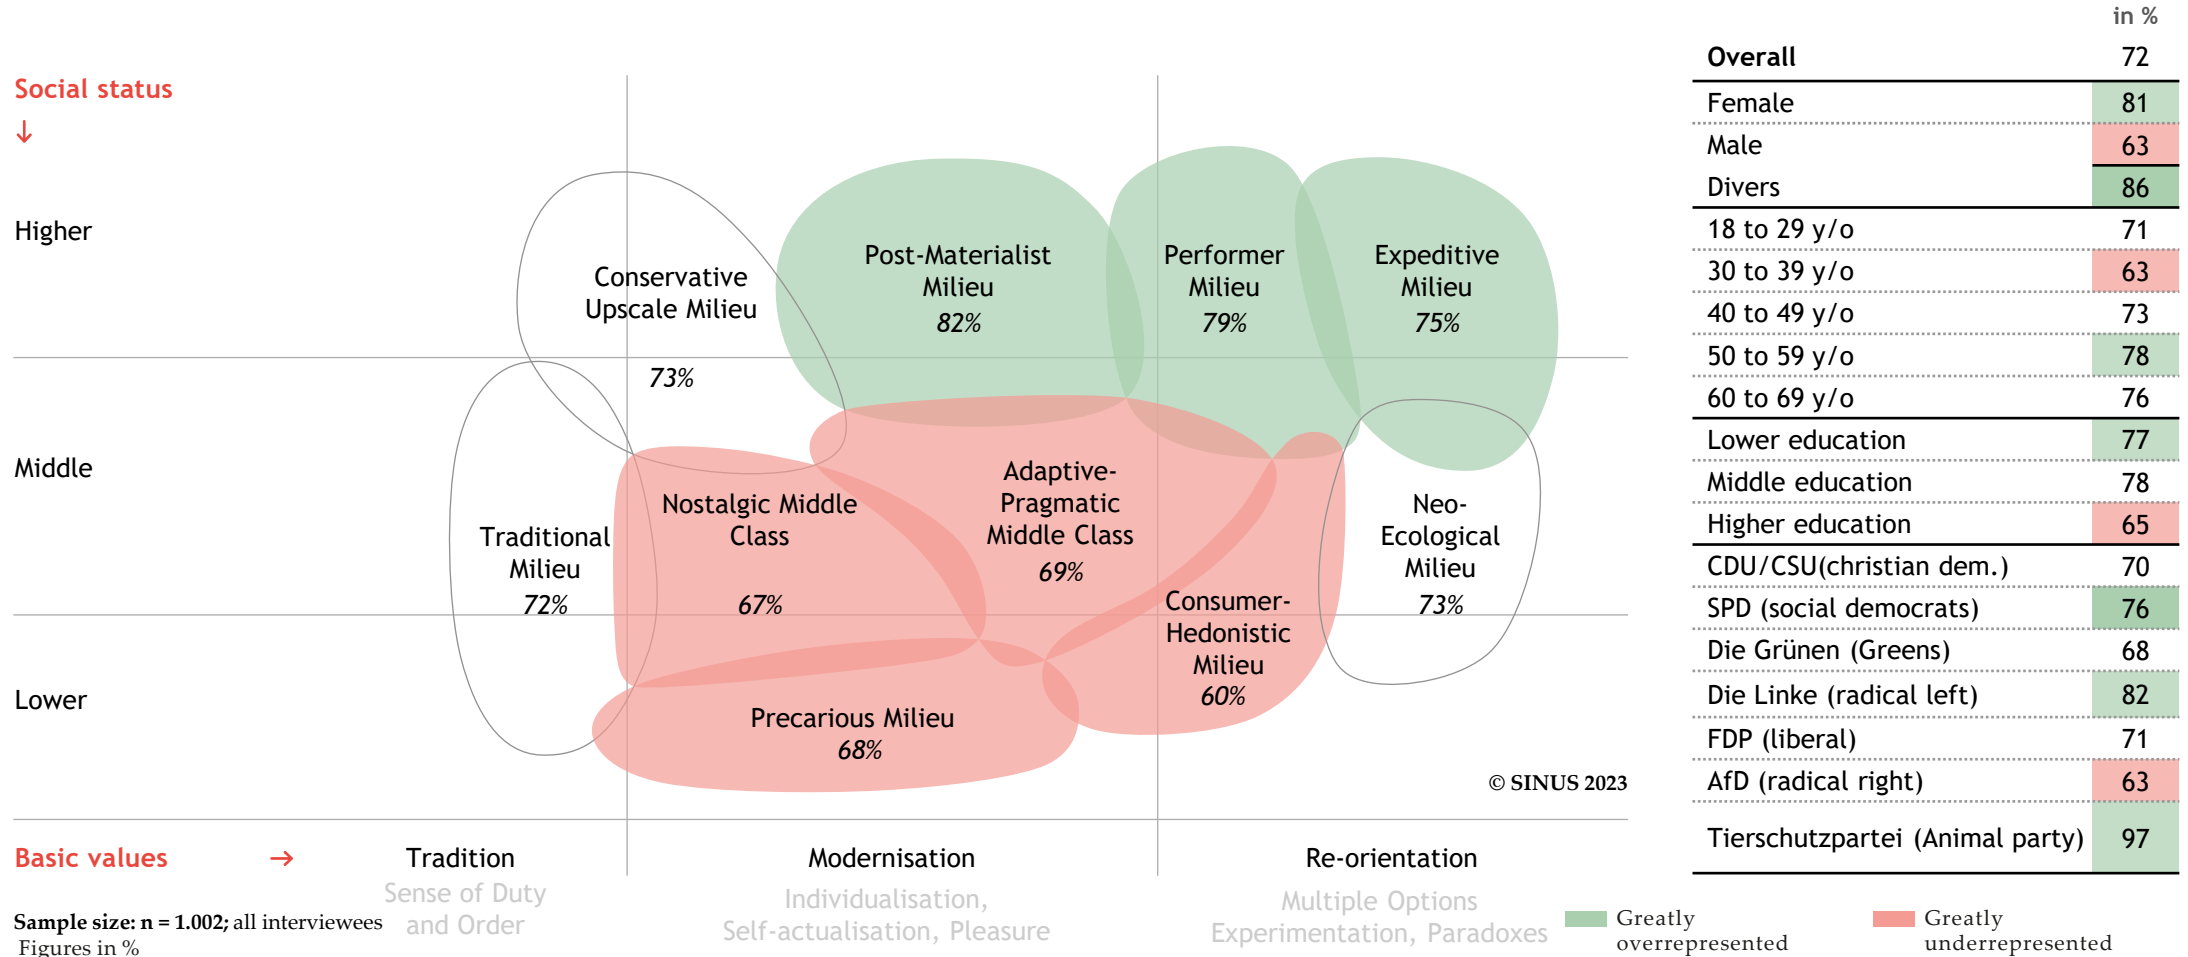 Social status
↓
Higher
Middle
Lower
Conservative
Upscale Milieu
73%
Post-Materialist
Milieu
82%
Performer
Milieu
79%
Expeditive
Milieu
75%
Traditional
Milieu
72%
Nostalgic Middle
Class
67%
Adaptive-
Pragmatic
Middle Class
69%
Consumer-
Hedonistic
Milieu
60%
Neo-
Ecological
Milieu
73%
Precarious Milieu
68%
© SINUS 2023
Basic values →
Tradition
Sense of Duty
and Order
Modernisation
Individualisation,
Self-actualisation, Pleasure
Re-orientation
Multiple Options
Experimentation, Paradoxes
Sample size: n = 1.002; all interviewees
Figures in %
in %
Overall 72
Female 81
Male 63
Divers 86
18 to 29 y/o 71
30 to 39 y/o 63
40 to 49 y/o 73
50 to 59 y/o 78
60 to 69 y/o 76
Lower education 77
Middle education 78
Higher education 65
CDU/CSU(christian dem.) 70
SPD (social democrats) 76
Die Grünen (Greens) 68
Die Linke (radical left) 82
FDP (liberal) 71
AfD (radical right) 63
Tierschutzpartei (Animal party) 97
Greatly
overrepresented
Greatly
underrepresented